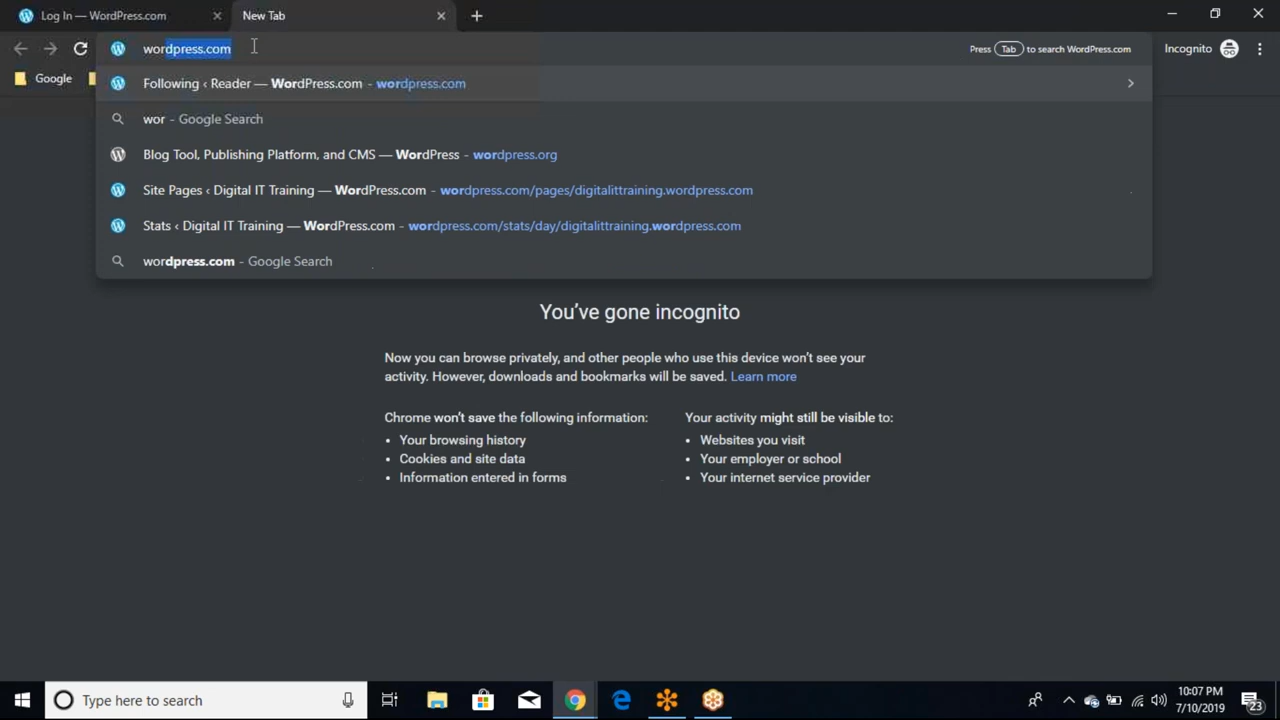 Log In — WordPress.com
New Tab
wordpress.com
Press Tab to search WordPress.com
Incognito
Google
Following ‹ Reader — WordPress.com - wordpress.com
wor - Google Search
Blog Tool, Publishing Platform, and CMS — WordPress - wordpress.org
Site Pages ‹ Digital IT Training — WordPress.com - wordpress.com/pages/digitalittraining.wordpress.com
Stats ‹ Digital IT Training — WordPress.com - wordpress.com/stats/day/digitalittraining.wordpress.com
wordpress.com - Google Search
You've gone incognito
Now you can browse privately, and other people who use this device won't see your
activity. However, downloads and bookmarks will be saved. Learn more
Chrome won't save the following information:
• Your browsing history
• Cookies and site data
• Information entered in forms
Your activity might still be visible to:
• Websites you visit
• Your employer or school
• Your internet service provider
Type here to search
10:07 PM
7/10/2019
23